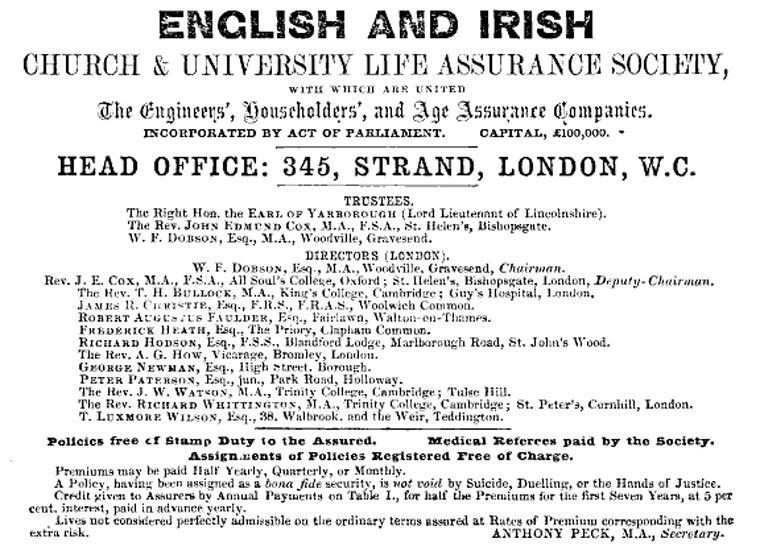 ENGLISH AND IRISH
CHURCH & UNIVERSITY LIFE ASSURANCE SOCIETY,
WITH WHICH ARE UNITED
The Engineers', Householders', and Age Assurance Companies.
INCORPORATED BY ACT OF PARLIAMENT. CAPITAL, £100,000.
HEAD OFFICE: 345, STRAND, LONDON, W.C.
TRUSTEES.
The Right Hon. the EARL OF YARBOROUGH (Lord Lieutenant of Lincolnshire).
The Rev. JOHN EDMUND COX, M.A., F.S.A., St. Helen's, Bishopsgate.
W. F. DOBSON, Esq., M.A., Woodville, Gravesend.
DIRECTORS (LONDON).
W. F. DOBSON, Esq., M.A., Woodville, Gravesend, Chairman.
Rev. J. E. COX, M.A., F.S.A., All Soul's College, Oxford; St. Helen's, Bishopsgate, London, Deputy-Chairman.
The Rev. T. H. BULLOCK, M.A., King's College, Cambridge; Guy's Hospital, London.
JAMES R. CHRISTIE, Esq., F.R.S., F.R.A.S., Woolwich Common.
ROBERT AUGUSTUS FAULDER, Esq., Fairlawn, Walton-on-Thames.
FREDERICK HEATH, Esq., The Priory, Clapham Common.
RICHARD HODSON, Esq., F.S.S., Blandford Lodge, Marlborough Road, St. John's Wood.
The Rev. A. G. HOW, Vicarage, Bromley, London.
GEORGE NEWMAN, Esq., High Street, Borough.
PETER PATERSON, Esq., jun., Park Road, Holloway.
The Rev. J. W. WATSON, M.A., Trinity College, Cambridge; Tulse Hill.
The Rev. RICHARD WHITTINGTON, M.A., Trinity College, Cambridge; St. Peter's, Cornhill, London.
T. LUXMORE WILSON, Esq., 38, Walbrook, and the Weir, Teddington.
Policies free of Stamp Duty to the Assured. Medical Referees paid by the Society.
Assignments of Policies Registered Free of Charge.
Premiums may be paid Half Yearly, Quarterly, or Monthly.
A Policy, having been assigned as a bona fide security, is not void by Suicide, Duelling, or the Hands of Justice.
Credit given to Assurers by Annual Payments on Table I., for half the Premiums for the first Seven Years, at 5 per
cent. interest, paid in advance yearly.
Lives not considered perfectly admissible on the ordinary terms assured at Rates of Premium corresponding with the
extra risk. ANTHONY PECK, M.A., Secretary.